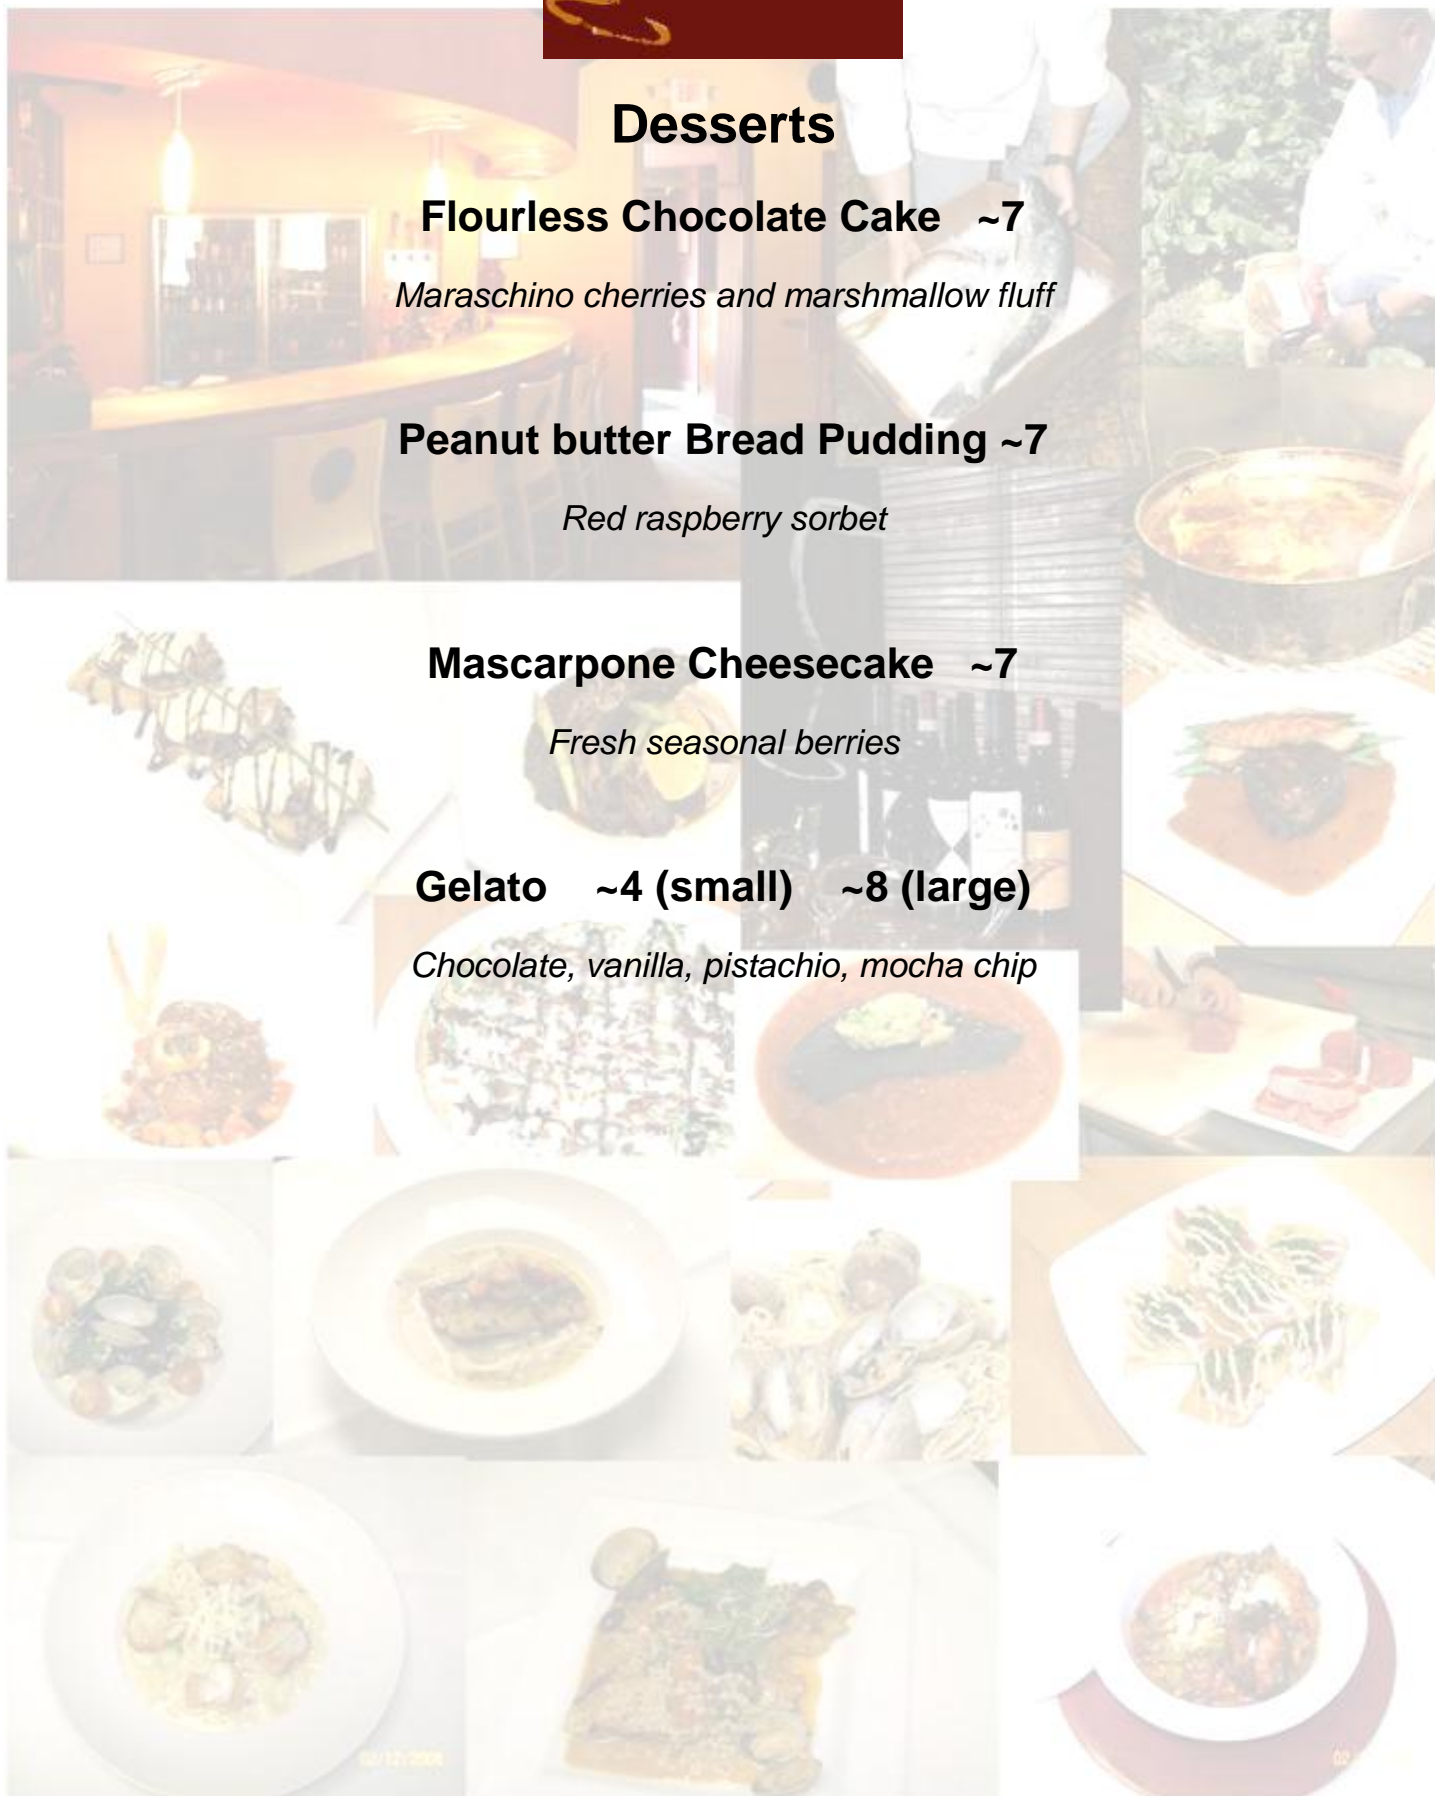 Desserts
Flourless Chocolate Cake ~7
Maraschino cherries and marshmallow fluff
Peanut butter Bread Pudding ~7
Red raspberry sorbet
Mascarpone Cheesecake ~7
Fresh seasonal berries
Gelato ~4 (small) ~8 (large)
Chocolate, vanilla, pistachio, mocha chip